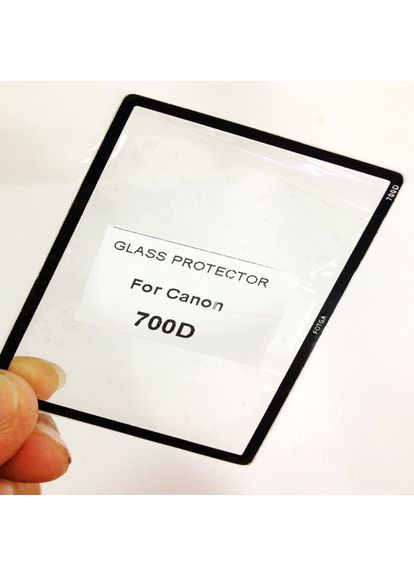 700D
GLASS PROTECTOR
For Canon
700D
FOTGA